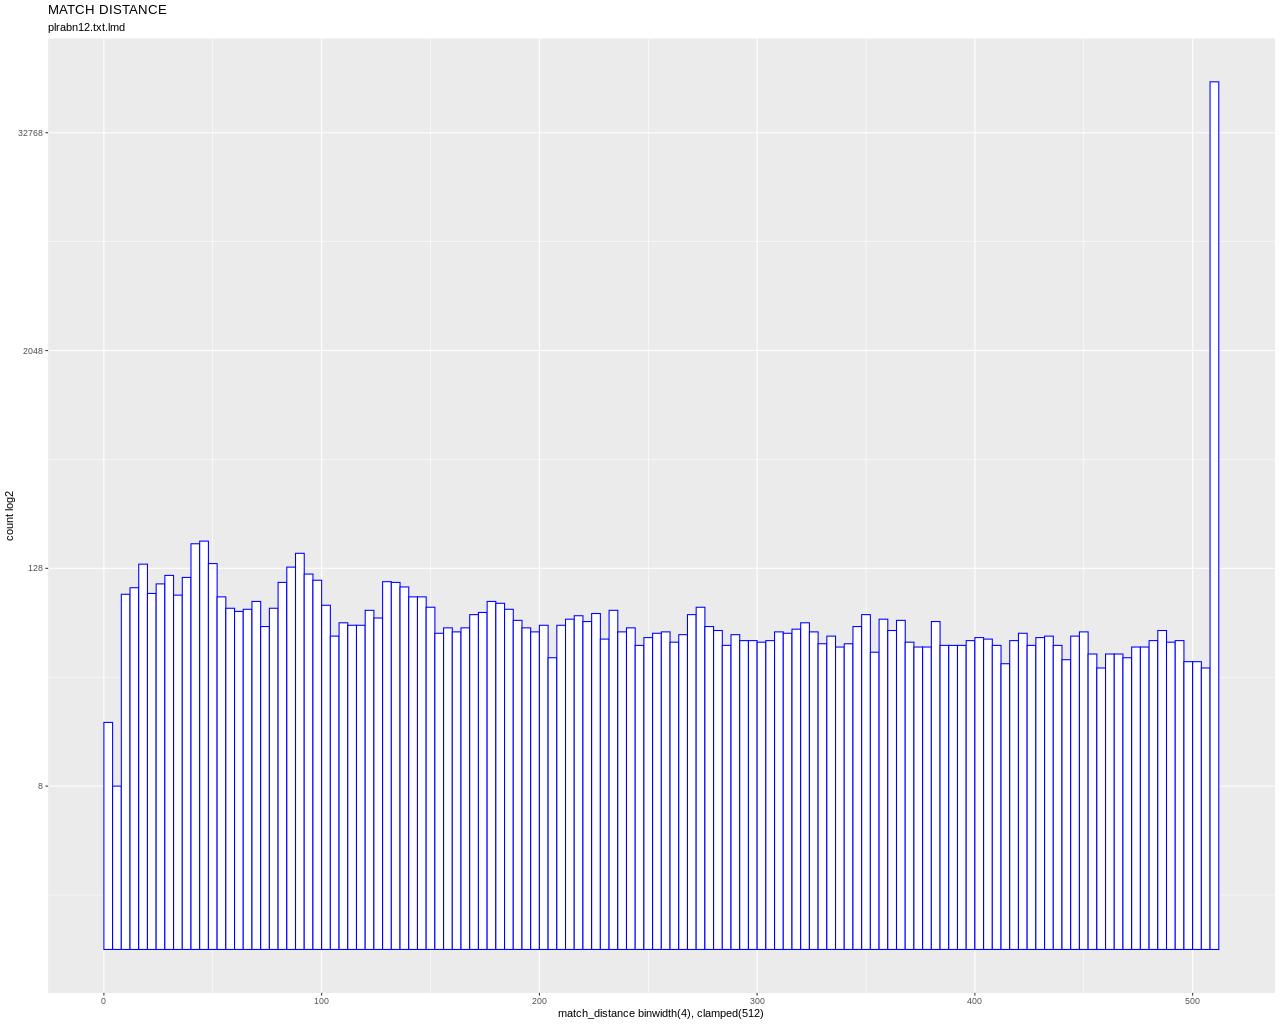 MATCH DISTANCE
plrabn12.txt.lmd
count log2
32768
2048
128
8
0
100
200
300
400
500
match_distance binwidth(4), clamped(512)